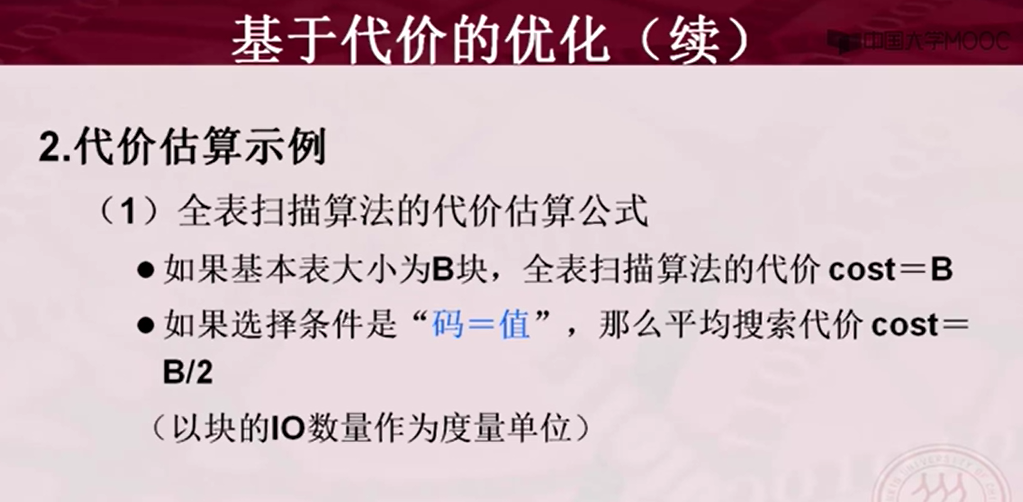 基于代价的优化（续）
中国大学MOOC
2.代价估算示例
（1）全表扫描算法的代价估算公式
●如果基本表大小为B块，全表扫描算法的代价 cost＝B
●如果选择条件是“码＝值”，那么平均搜索代价 cost＝
B/2
（以块的IO数量作为度量单位）